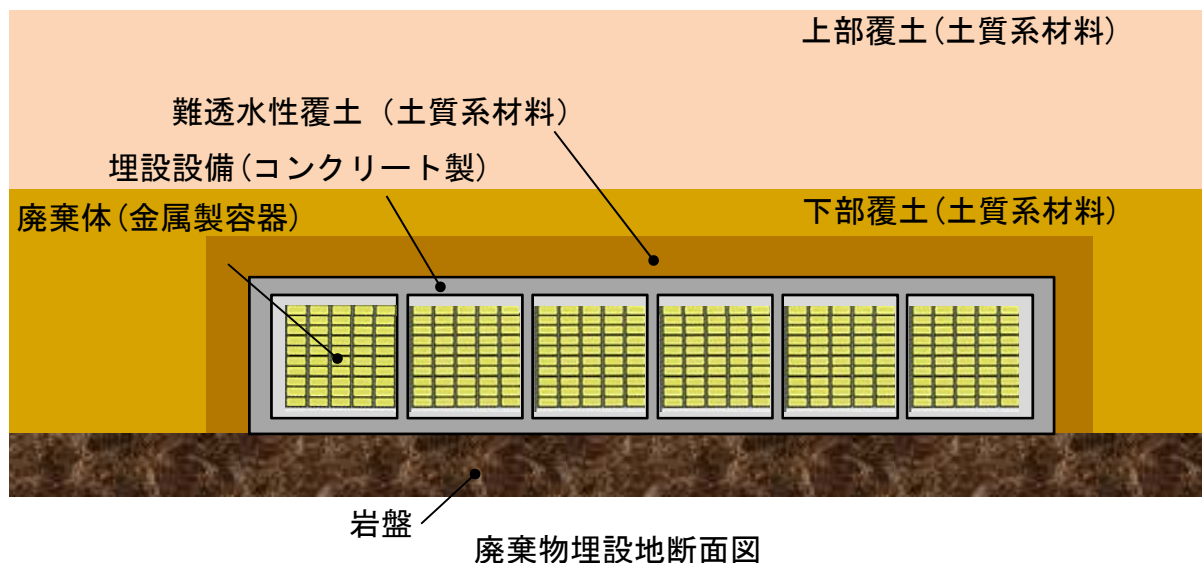 上部覆土(土質系材料)
難透水性覆土 (土質系材料)
埋設設備(コンクリート製)
廃棄体(金属製容器)
下部覆土(土質系材料)
岩盤
廃棄物埋設地断面図